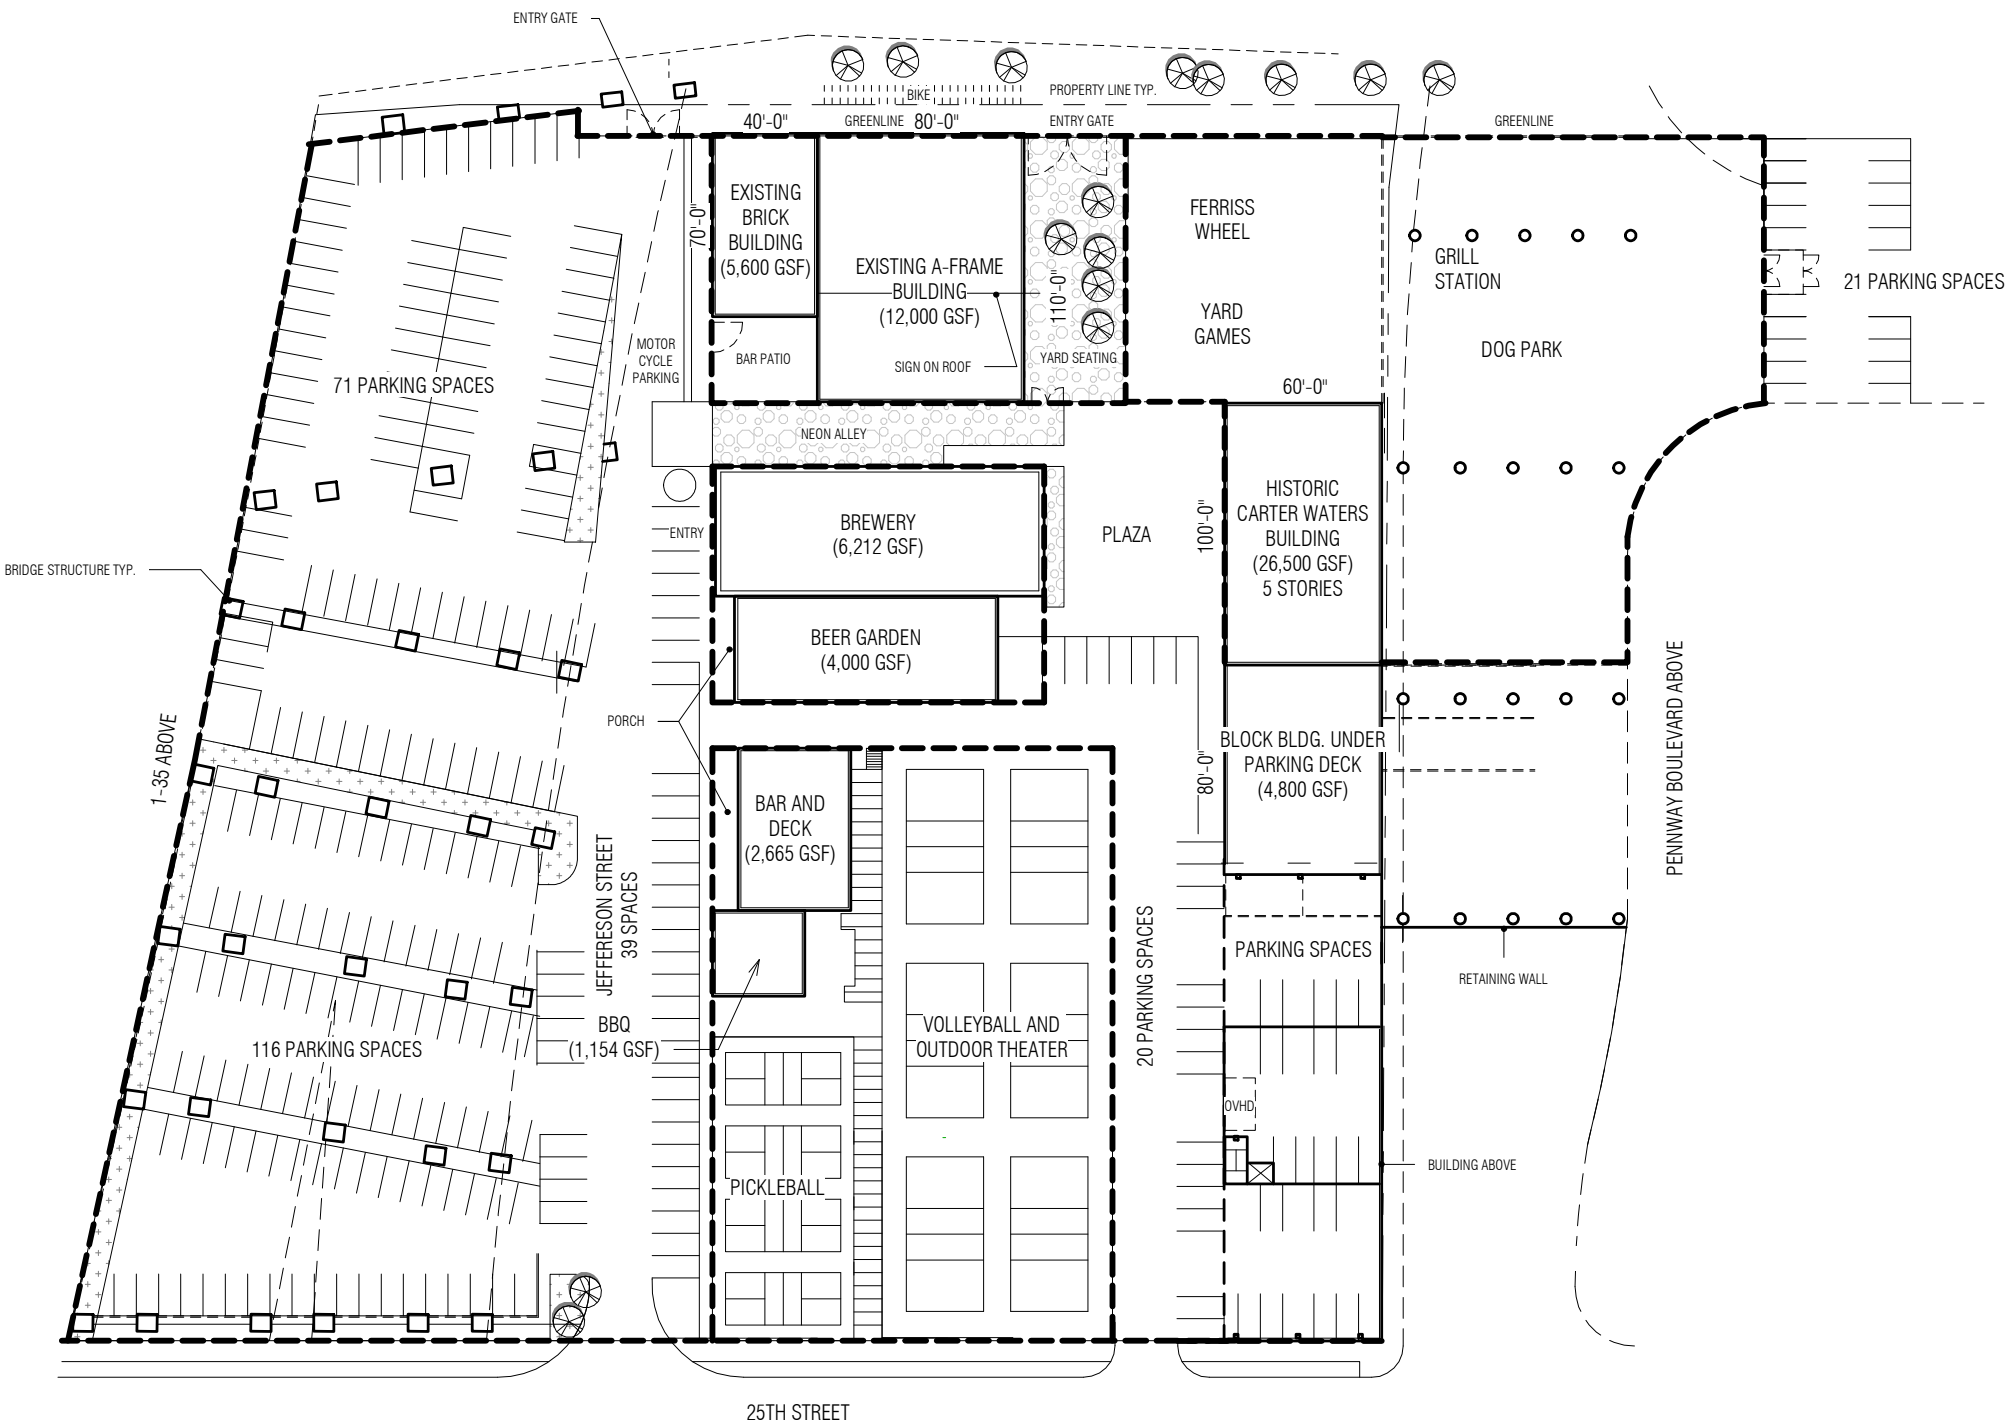 ENTRY GATE
BIKE
PROPERTY LINE TYP.
40'-0"
GREENLINE
80'-0"
ENTRY GATE
GREENLINE
EXISTING
BRICK
BUILDING
(5,600 GSF)
70'-0"
EXISTING A-FRAME
BUILDING
(12,000 GSF)
SIGN ON ROOF
110'-0"
YARD SEATING
FERRISS
WHEEL
YARD
GAMES
GRILL
STATION
21 PARKING SPACES
DOG PARK
MOTOR
CYCLE
PARKING
BAR PATIO
71 PARKING SPACES
60'-0"
NEON ALLEY
BREWERY
(6,212 GSF)
ENTRY
PLAZA
100'-0"
HISTORIC
CARTER WATERS
BUILDING
(26,500 GSF)
5 STORIES
BRIDGE STRUCTURE TYP.
BEER GARDEN
(4,000 GSF)
PORCH
1-35 ABOVE
PENNWAY BOULEVARD ABOVE
BLOCK BLDG. UNDER
PARKING DECK
(4,800 GSF)
80'-0"
BAR AND
DECK
(2,665 GSF)
JEFFERESON STREET
39 SPACES
20 PARKING SPACES
PARKING SPACES
RETAINING WALL
BBQ
(1,154 GSF)
VOLLEYBALL AND
OUTDOOR THEATER
116 PARKING SPACES
OVHD
BUILDING ABOVE
PICKLEBALL
25TH STREET